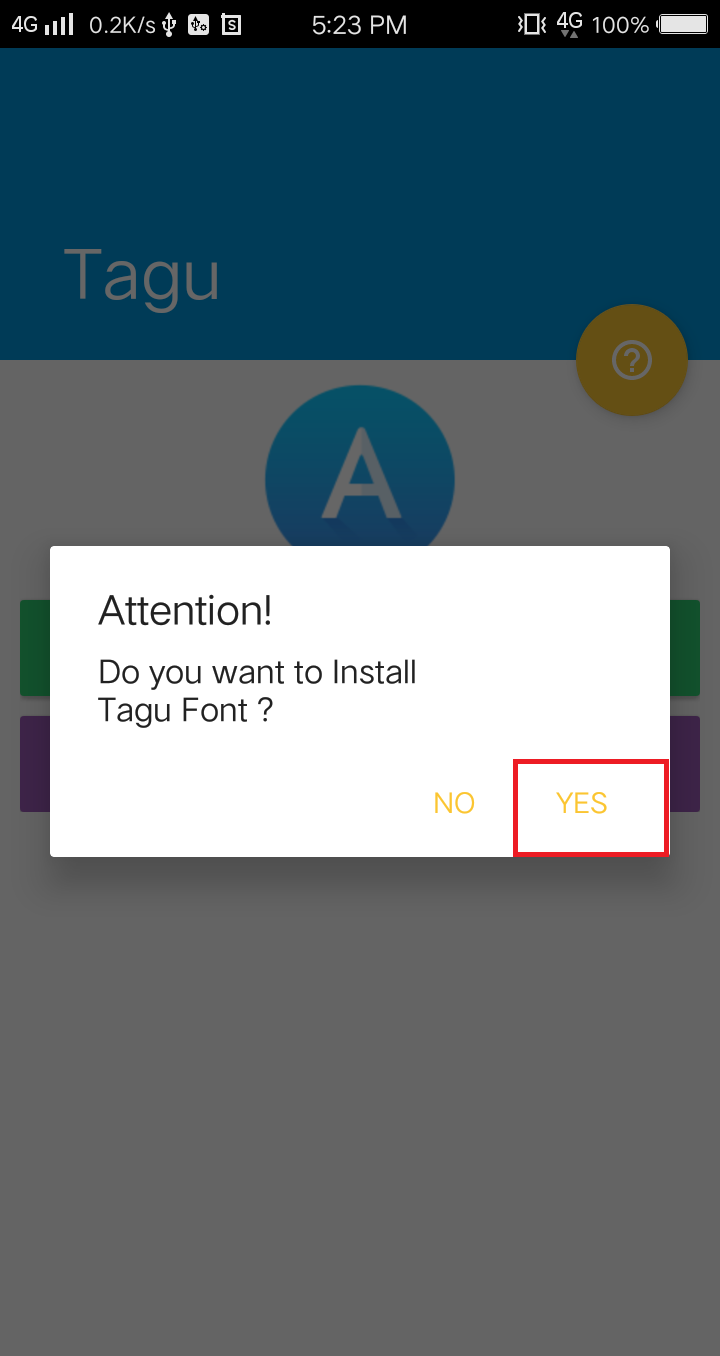 4G 0.2K/s S 5:23 PM 4G 100%
Tagu
?
A
Attention!
Do you want to Install
Tagu Font ?
NO YES